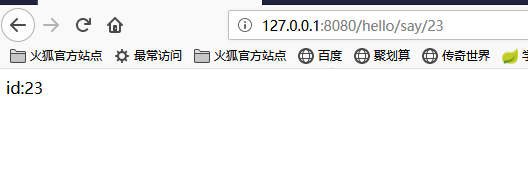 127.0.0.1:8080/hello/say/23
火狐官方站点 最常访问 火狐官方站点 百度 聚划算 传奇世界
id:23